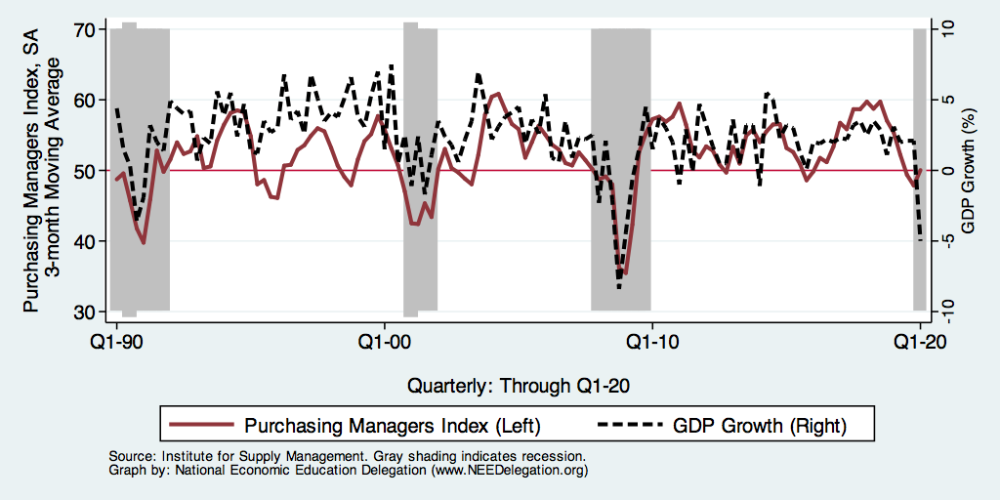 Purchasing Managers Index, SA
3-month Moving Average
70
60
50
40
30
10
5
0
-5
-10
GDP Growth (%)
Q1-90
Q1-00
Q1-10
Q1-20
Quarterly: Through Q1-20
Purchasing Managers Index (Left)
GDP Growth (Right)
Source: Institute for Supply Management. Gray shading indicates recession.
Graph by: National Economic Education Delegation (www.NEEDelegation.org)